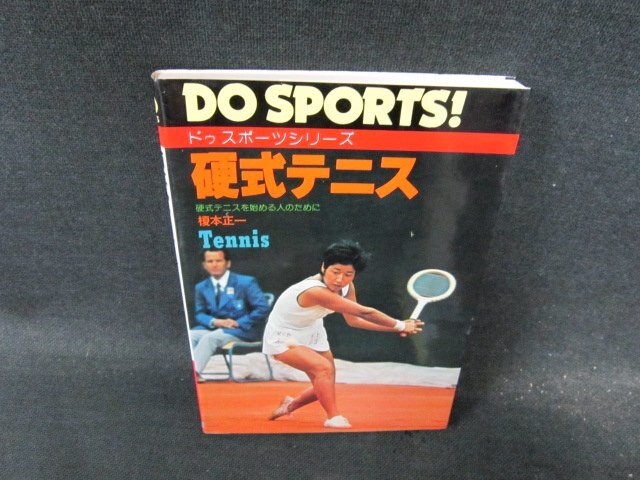 DO SPORTS!
ドゥスポーツシリーズ
硬式テニス
硬式テニスを始める人のために
榎本正一
Tennis